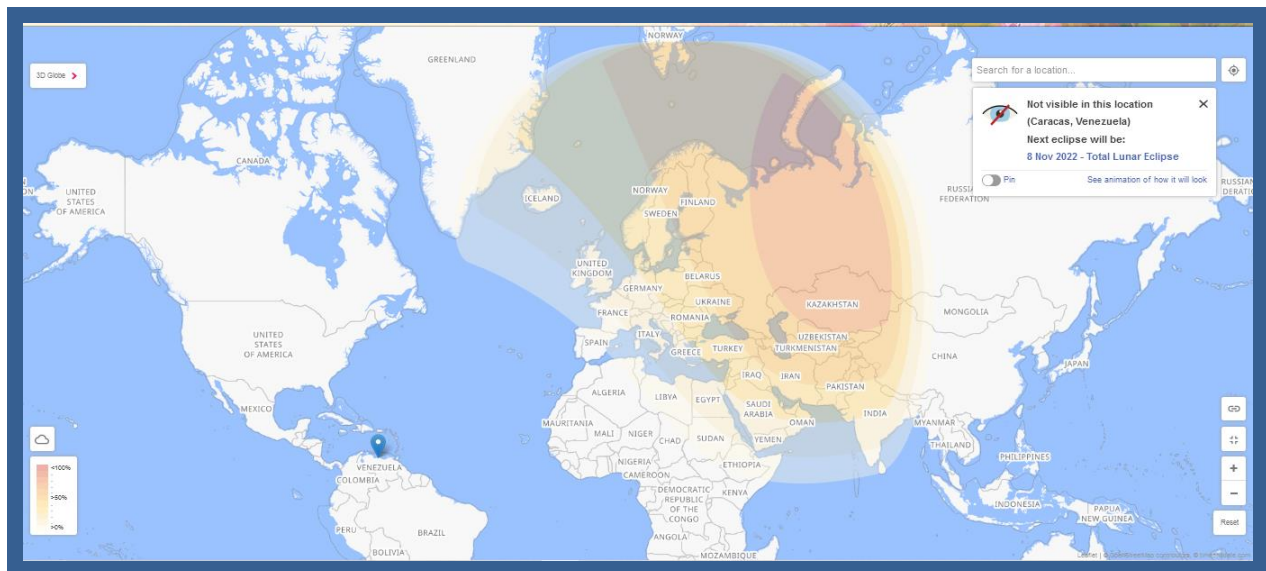 NORWAY
GREENLAND
3D Globe
Search for a location...
Not visible in this location
(Caracas, Venezuela)
Next eclipse will be:
8 Nov 2022 - Total Lunar Eclipse
Pin
See animation of how it will look
CANADA
UNITED
STATES
OF AMERICA
ICELAND
NORWAY
FINLAND
SWEDEN
FEDERATION
UNITED
KINGDOM
BELARUS
GERMANY
UKRAINE
FRANCE
ROMANIA
KAZAKHSTAN
MONGOLIA
UNITED
STATES
OF AMERICA
SPAIN
ITALY
GREECE
TURKEY
UZBEKISTAN
TURKMENISTAN
CHINA
JAPAN
IRAQ
IRAN
PAKISTAN
MEXICO
ALGERIA
LIBYA
EGYPT
SAUDI
ARABIA
OMAN
INDIA
MYANMAR
MAURITANIA
MALI
NIGER
CHAD
SUDAN
YEMEN
THAILAND
PHILIPPINES
VENEZUELA
COLOMBIA
NIGERIA
CAMEROON
ETHIOPIA
DEMOCRATIC
REPUBLIC
OF THE
CONGO
KENYA
INDONESIA
PAPUA
NEW GUINEA
PERU
BRAZIL
BOLIVIA
ANGOLA
MOZAMBIQUE
<100%
>50%
>0%
+
−
Reset